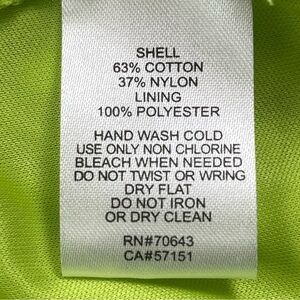 SHELL
63% COTTON
37% NYLON
LINING
100% POLYESTER
HAND WASH COLD
USE ONLY NON CHLORINE
BLEACH WHEN NEEDED
DO NOT TWIST OR WRING
DRY FLAT
DO NOT IRON
OR DRY CLEAN
RN#70643
CA#57151